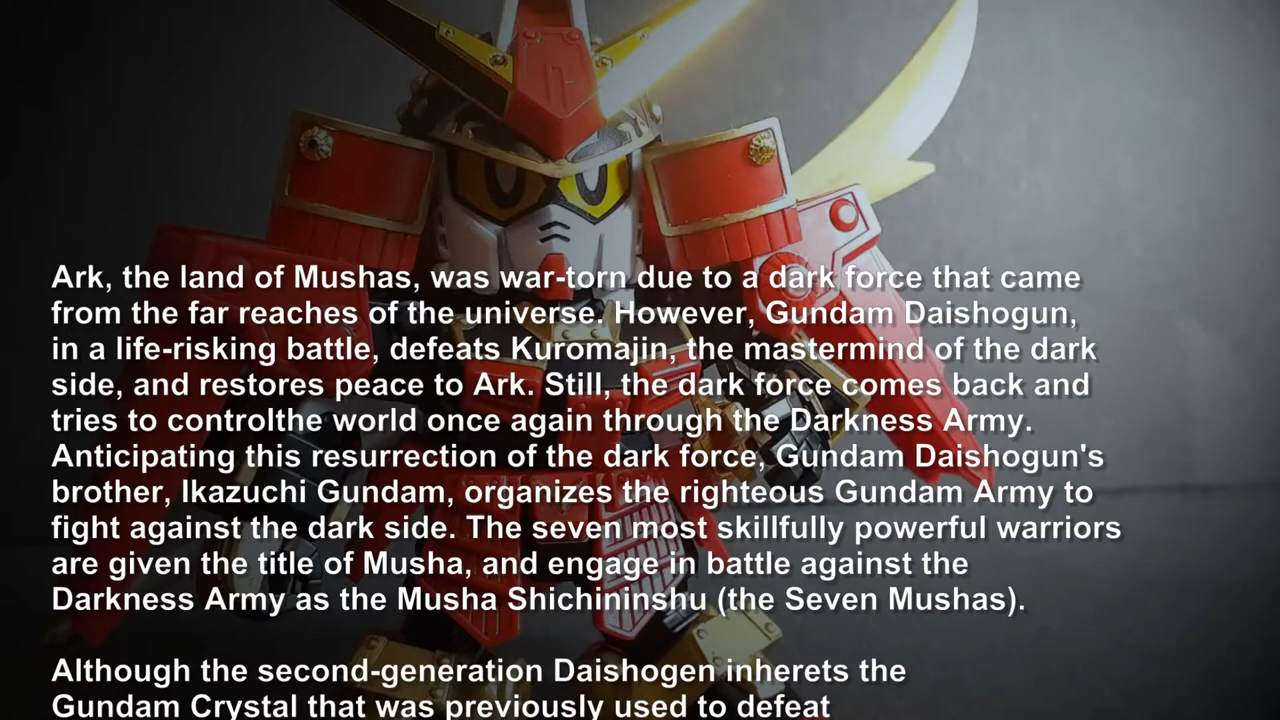 Ark, the land of Mushas, was war-torn due to a dark force that came
from the far reaches of the universe. However, Gundam Daishogun,
in a life-risking battle, defeats Kuromajin, the mastermind of the dark
side, and restores peace to Ark. Still, the dark force comes back and
tries to controlthe world once again through the Darkness Army.
Anticipating this resurrection of the dark force, Gundam Daishogun's
brother, Ikazuchi Gundam, organizes the righteous Gundam Army to
fight against the dark side. The seven most skillfully powerful warriors
are given the title of Musha, and engage in battle against the
Darkness Army as the Musha Shichininshu (the Seven Mushas).
Although the second-generation Daishogen inherets the
Gundam Crystal that was previously used to defeat